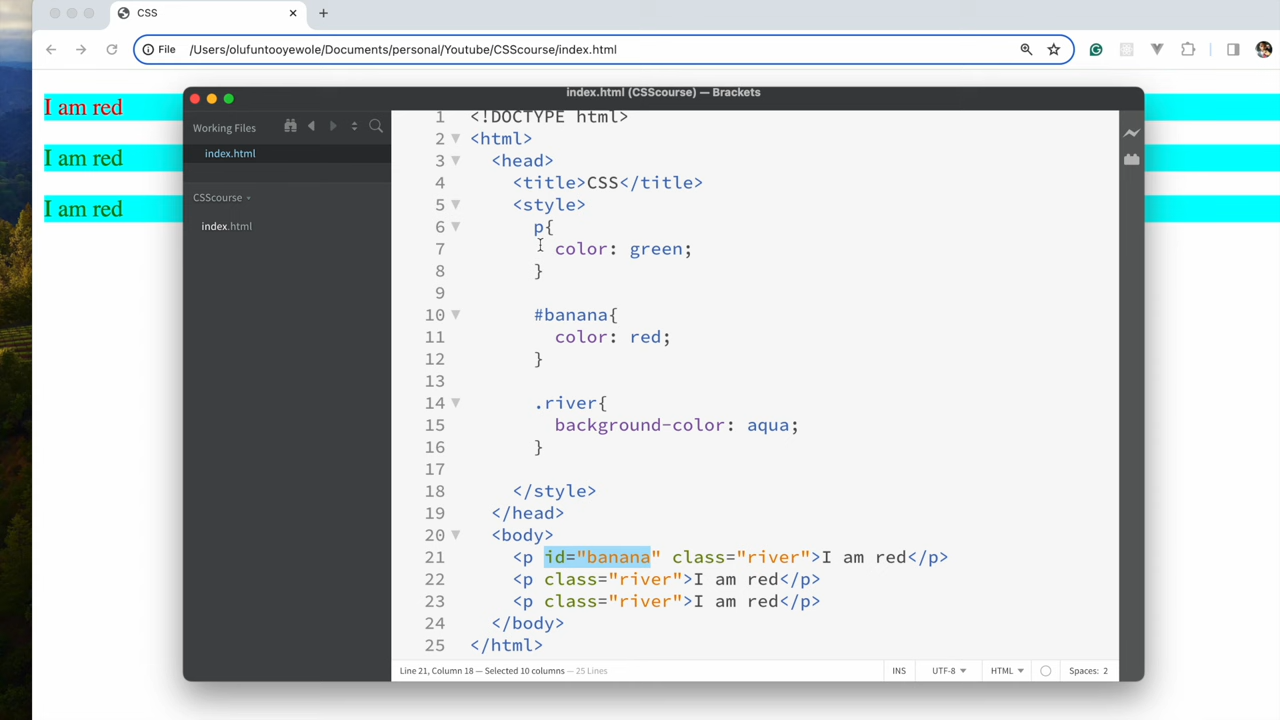 CSS
File /Users/olufuntooyewole/Documents/personal/Youtube/CSScourse/index.html
I am red
I am red
I am red
index.html (CSScourse) — Brackets
Working Files
index.html
CSScourse
index.html
1 <!DOCTYPE html>
2 <html>
3 <head>
4 <title>CSS</title>
5 <style>
6 p{
7 color: green;
8 }
9
10 #banana{
11 color: red;
12 }
13
14 .river{
15 background-color: aqua;
16 }
17
18 </style>
19 </head>
20 <body>
21 <p id="banana" class="river">I am red</p>
22 <p class="river">I am red</p>
23 <p class="river">I am red</p>
24 </body>
25 </html>
Line 21, Column 18 — Selected 10 columns — 25 Lines INS UTF-8 HTML Spaces: 2